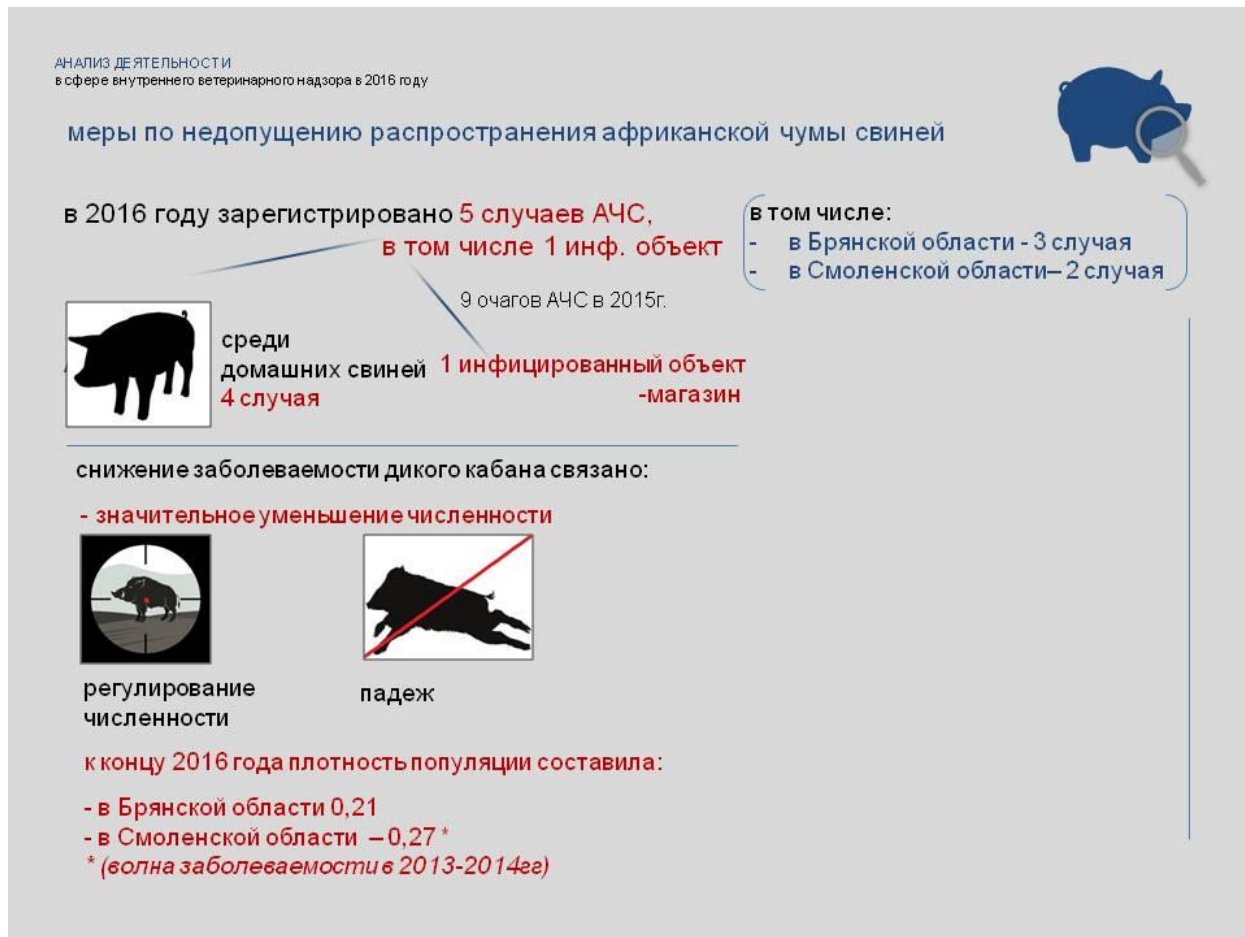 АНАЛИЗ ДЕЯТЕЛЬНОСТИ
в сфере внутреннего ветеринарного надзора в 2016 году
меры по недопущению распространения африканской чумы свиней
в 2016 году зарегистрировано 5 случаев АЧС,
в том числе 1 инф. объект
в том числе:
- в Брянской области - 3 случая
- в Смоленской области– 2 случая
9 очагов АЧС в 2015г.
среди
домашних свиней
4 случая
1 инфицированный объект
-магазин
снижение заболеваемости дикого кабана связано:
- значительное уменьшение численности
регулирование
численности
падеж
к концу 2016 года плотность популяции составила:
- в Брянской области 0,21
- в Смоленской области – 0,27 *
* (волна заболеваемости в 2013-2014гг)